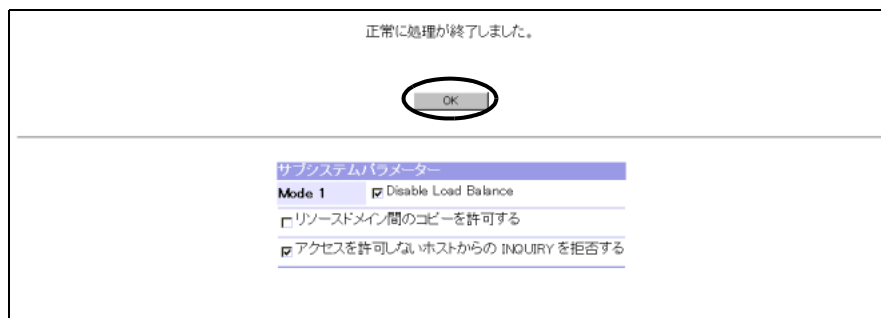 正常に処理が終了しました。
OK
サブシステムパラメーター
Mode 1 Disable Load Balance
リソースドメイン間のコピーを許可する
アクセスを許可しないホストからの INQUIRY を拒否する